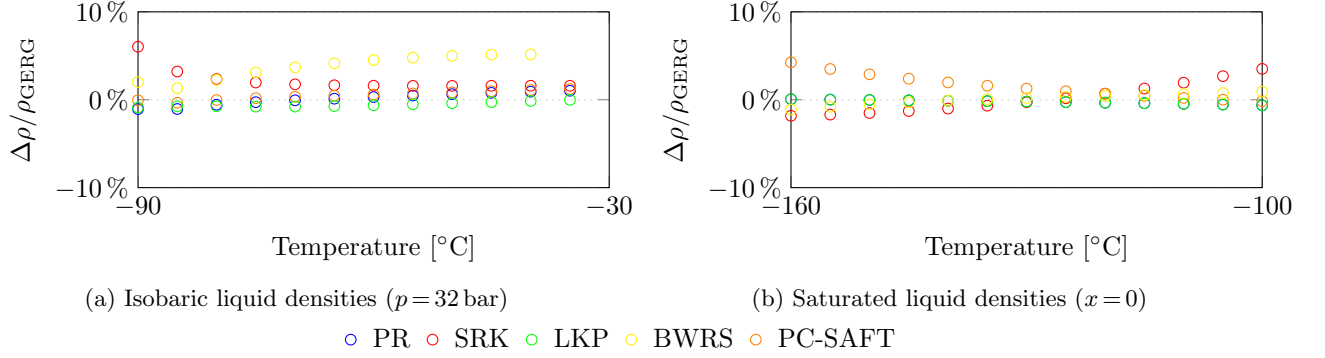 10 %
0 %
−10 %
Δρ/ρGERG
−90
−30
Temperature [°C]
(a) Isobaric liquid densities (p = 32 bar)
10 %
0 %
−10 %
Δρ/ρGERG
−160
−100
Temperature [°C]
(b) Saturated liquid densities (x = 0)
PR SRK LKP BWRS PC-SAFT